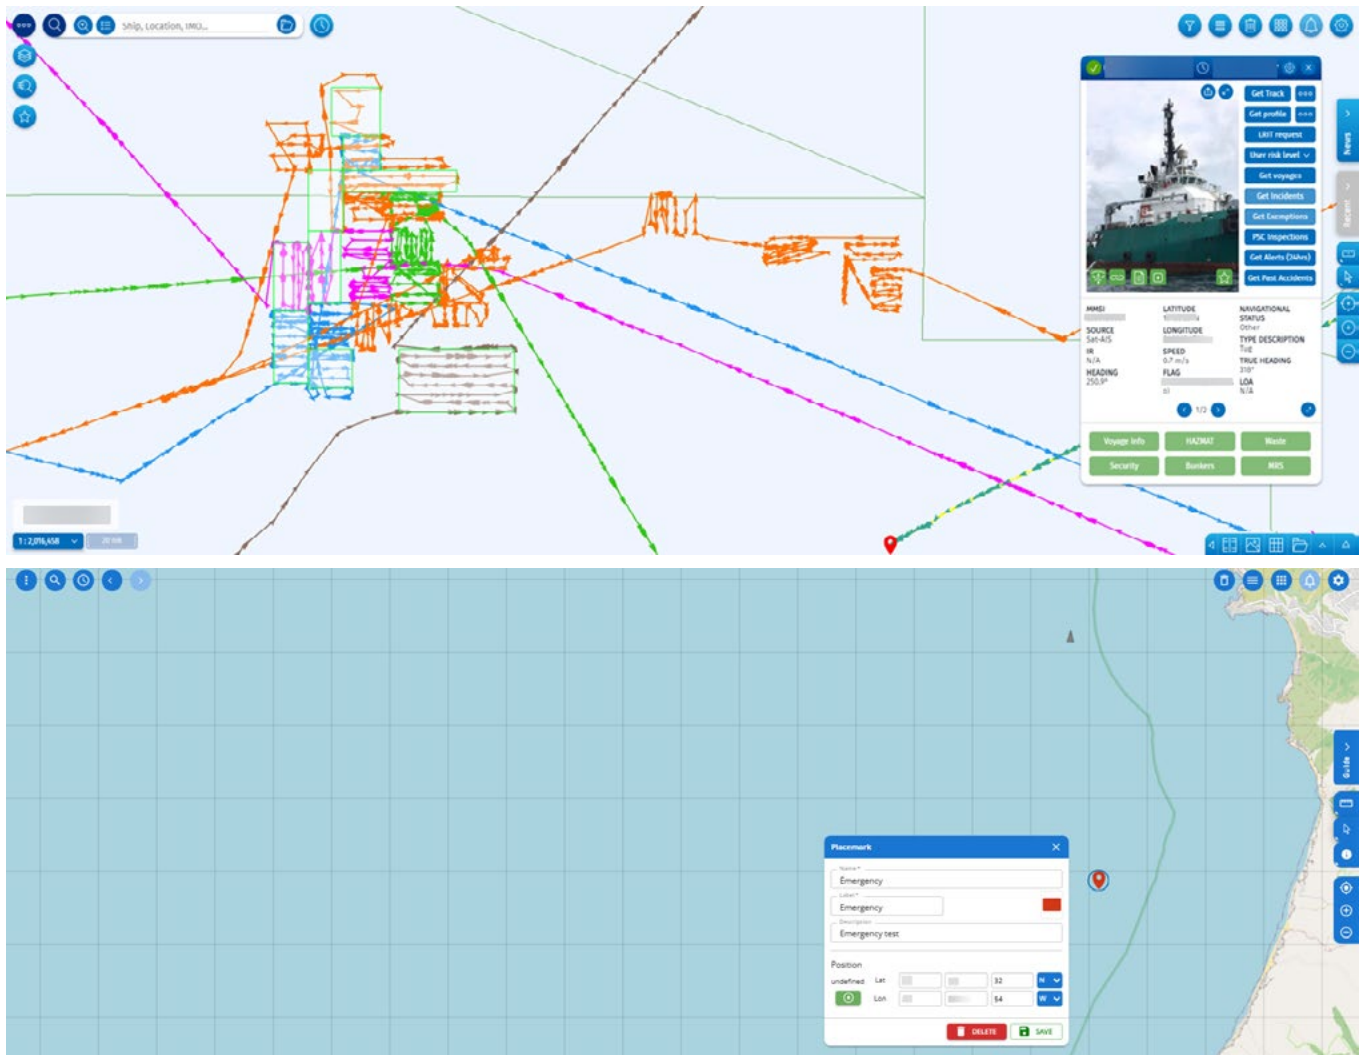 Ship, Location, IMO...
Get Track
Get profile
LRIT request
User risk level
Get voyages
Get Incidents
Get Exemptions
PSC Inspections
Get Alerts (24hrs)
Get Past Accidents
News
Recent
MMSI
LATITUDE
NAVIGATIONAL STATUS
Other
SOURCE
Sat-AIS
LONGITUDE
TYPE DESCRIPTION
Tug
IR
N/A
SPEED
0.7 m/s
TRUE HEADING
310°
HEADING
250.9°
FLAG
LOA
N/A
1/2
Voyage info
HAZMAT
Waste
Security
Bunkers
MRS
1 : 2,016,458
20 NM
Guide
Placemark
Name*
Emergency
Label*
Emergency
Description
Emergency test
Position
undefined
Lat
32
N
Lon
54
W
DELETE
SAVE